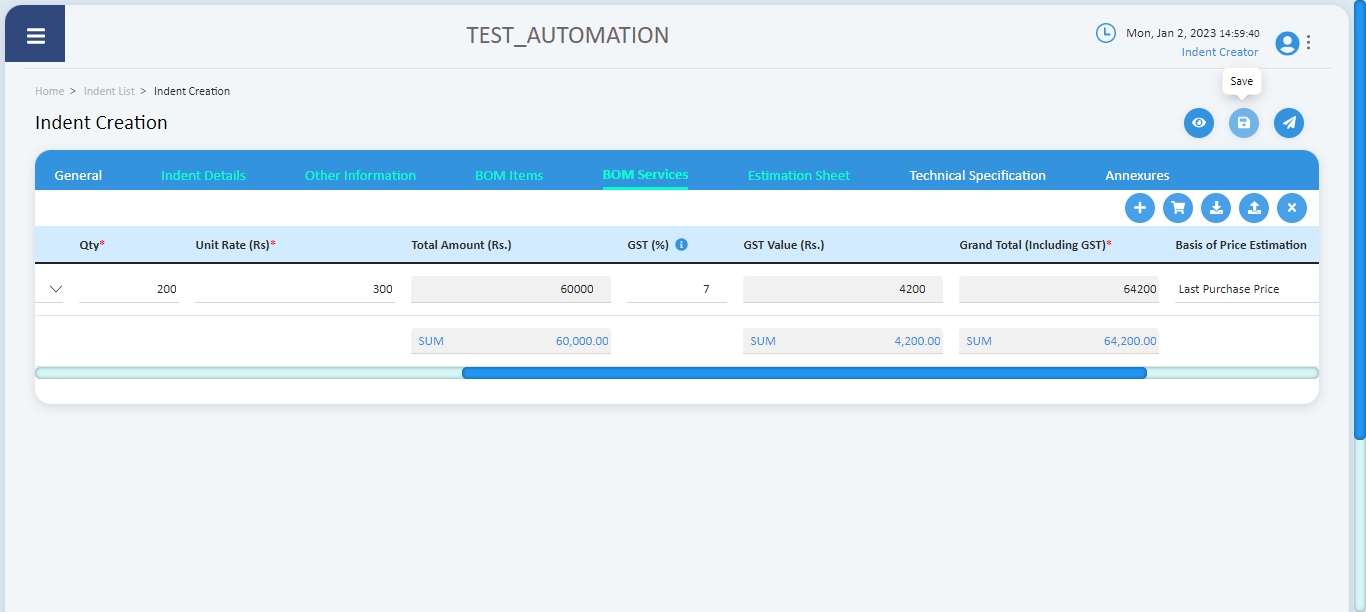 TEST_AUTOMATION
Mon, Jan 2, 2023 14:59:40
Indent Creator
Save
Home > Indent List > Indent Creation
Indent Creation
General Indent Details Other Information BOM Items BOM Services Estimation Sheet Technical Specification Annexures
Qty* Unit Rate (Rs)* Total Amount (Rs.) GST (%) GST Value (Rs.) Grand Total (Including GST)* Basis of Price Estimation
200 300 60000 7 4200 64200 Last Purchase Price
SUM 60,000.00 SUM 4,200.00 SUM 64,200.00